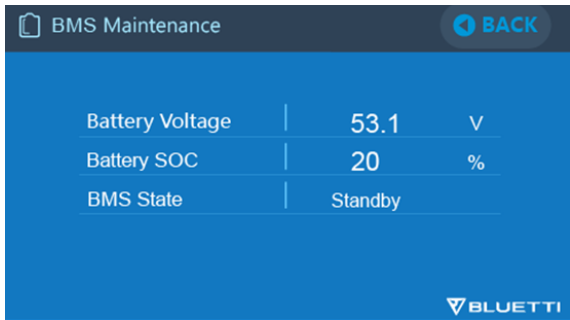 BMS Maintenance BACK
Battery Voltage 53.1 V
Battery SOC 20 %
BMS State Standby
BLUETTI